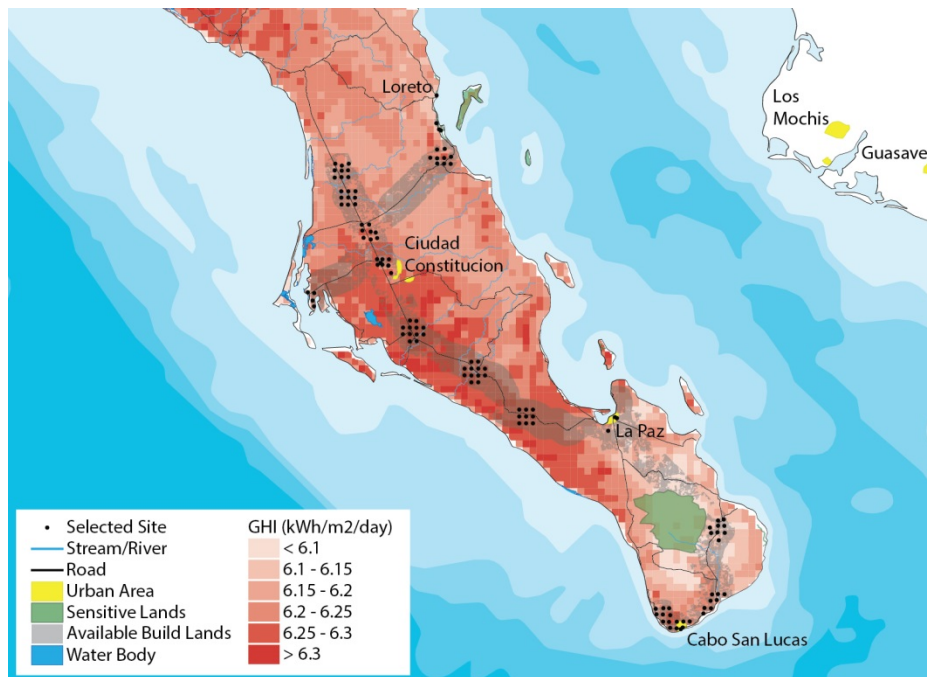 Loreto
Los
Mochis
Guasave
Ciudad
Constitucion
La Paz
Cabo San Lucas
Selected Site
Stream/River
Road
Urban Area
Sensitive Lands
Available Build Lands
Water Body
GHI (kWh/m2/day)
< 6.1
6.1 - 6.15
6.15 - 6.2
6.2 - 6.25
6.25 - 6.3
> 6.3